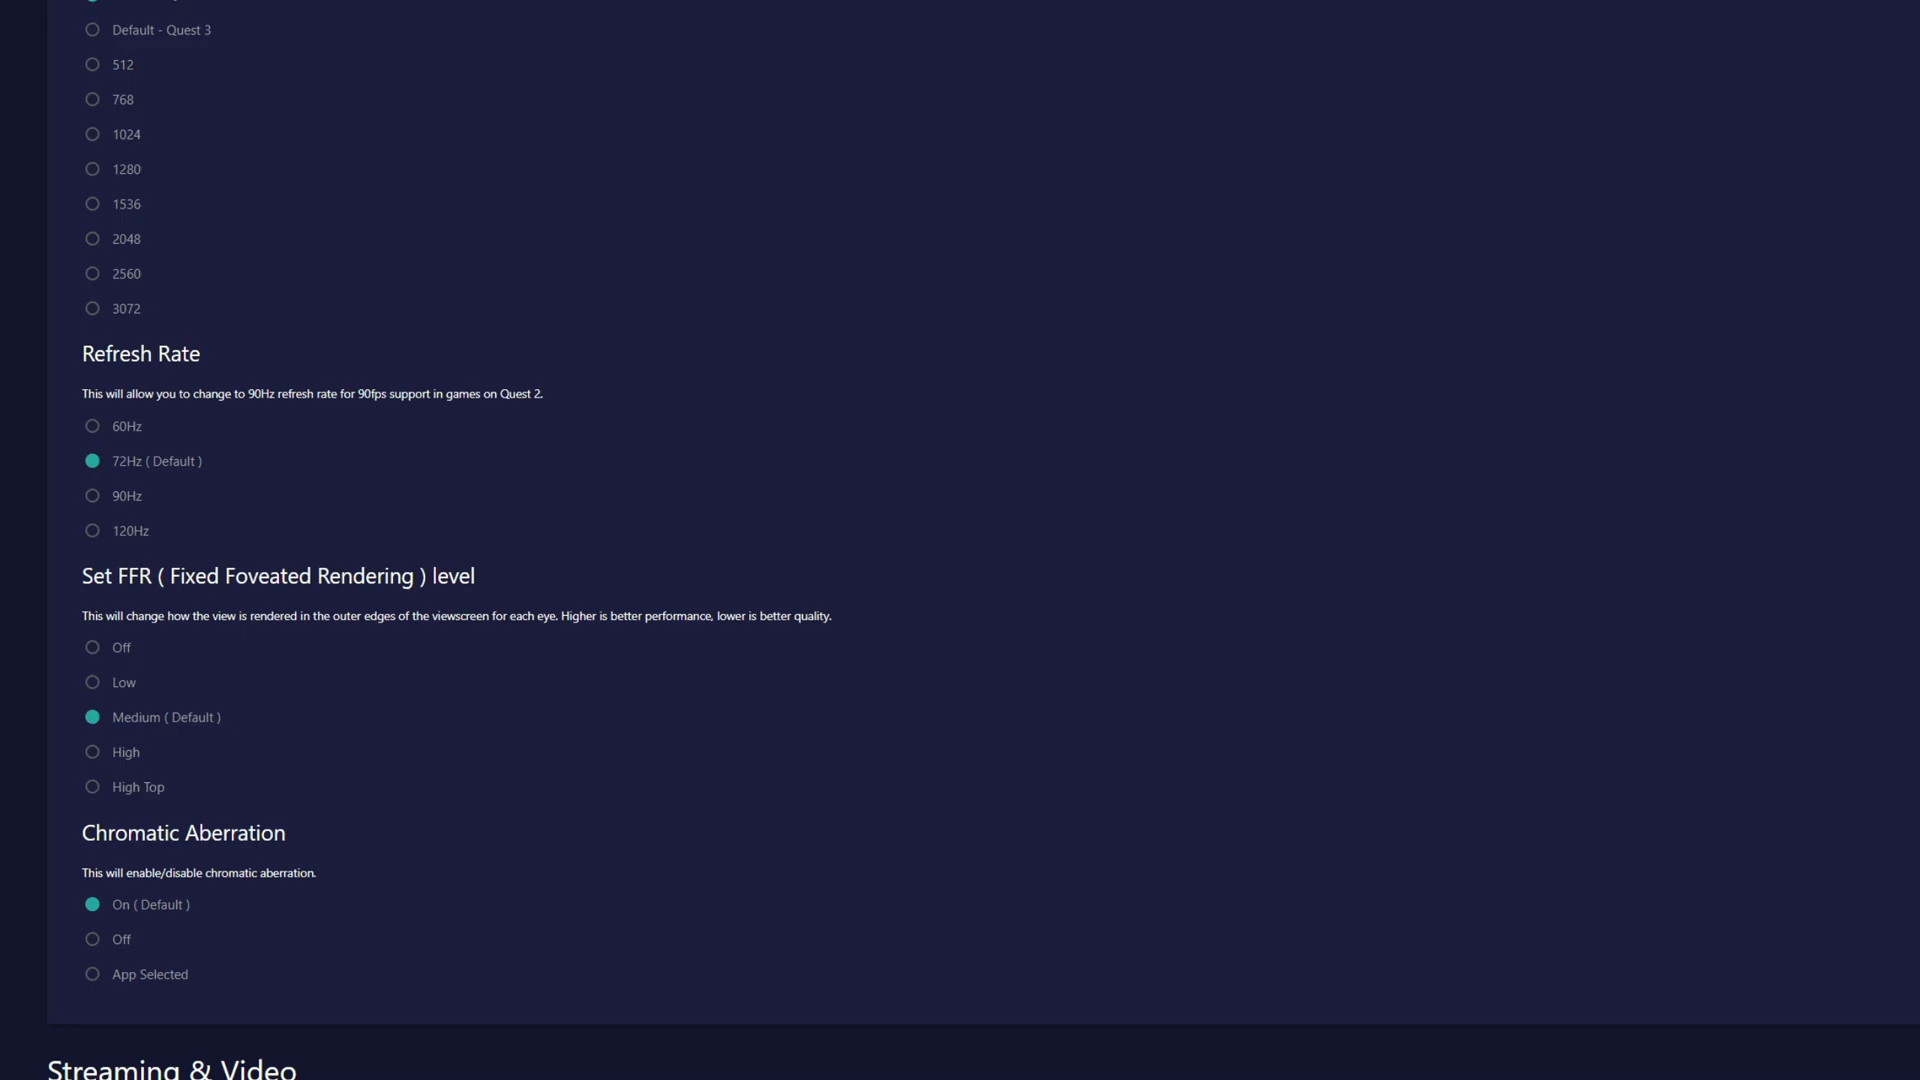 Default - Quest 3
512
768
1024
1280
1536
2048
2560
3072
Refresh Rate
This will allow you to change to 90Hz refresh rate for 90fps support in games on Quest 2.
60Hz
72Hz ( Default )
90Hz
120Hz
Set FFR ( Fixed Foveated Rendering ) level
This will change how the view is rendered in the outer edges of the viewscreen for each eye. Higher is better performance, lower is better quality.
Off
Low
Medium ( Default )
High
High Top
Chromatic Aberration
This will enable/disable chromatic aberration.
On ( Default )
Off
App Selected
Streaming & Video